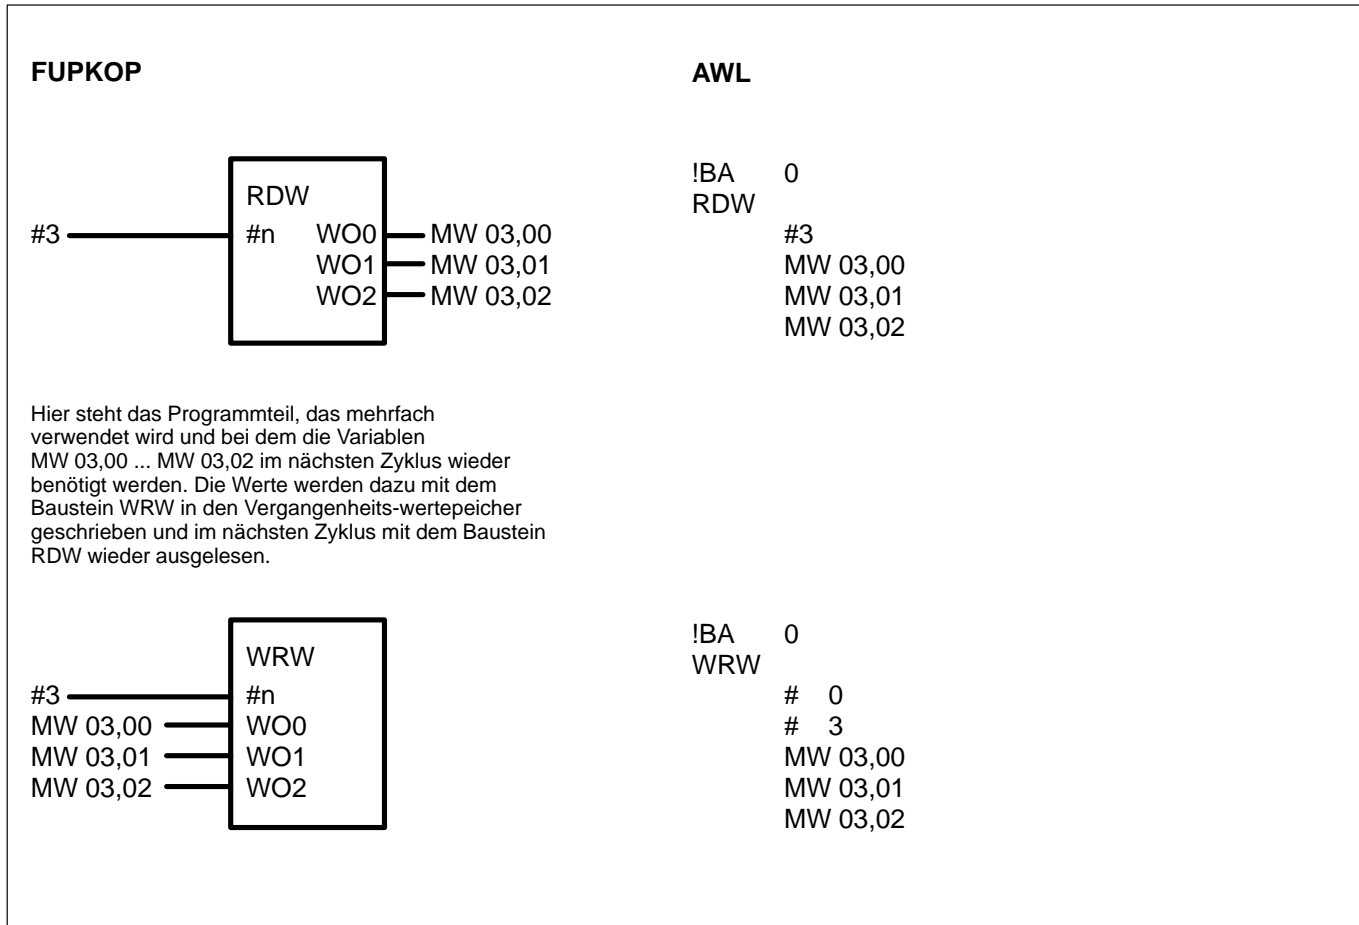 FUPKOP
AWL
RDW
#3
#n WO0 MW 03,00
WO1 MW 03,01
WO2 MW 03,02
!BA 0
RDW
#3
MW 03,00
MW 03,01
MW 03,02
Hier steht das Programmteil, das mehrfach
verwendet wird und bei dem die Variablen
MW 03,00 ... MW 03,02 im nächsten Zyklus wieder
benötigt werden. Die Werte werden dazu mit dem
Baustein WRW in den Vergangenheits-wertepeicher
geschrieben und im nächsten Zyklus mit dem Baustein
RDW wieder ausgelesen.
WRW
#3 #n
MW 03,00 WO0
MW 03,01 WO1
MW 03,02 WO2
!BA 0
WRW
# 0
# 3
MW 03,00
MW 03,01
MW 03,02